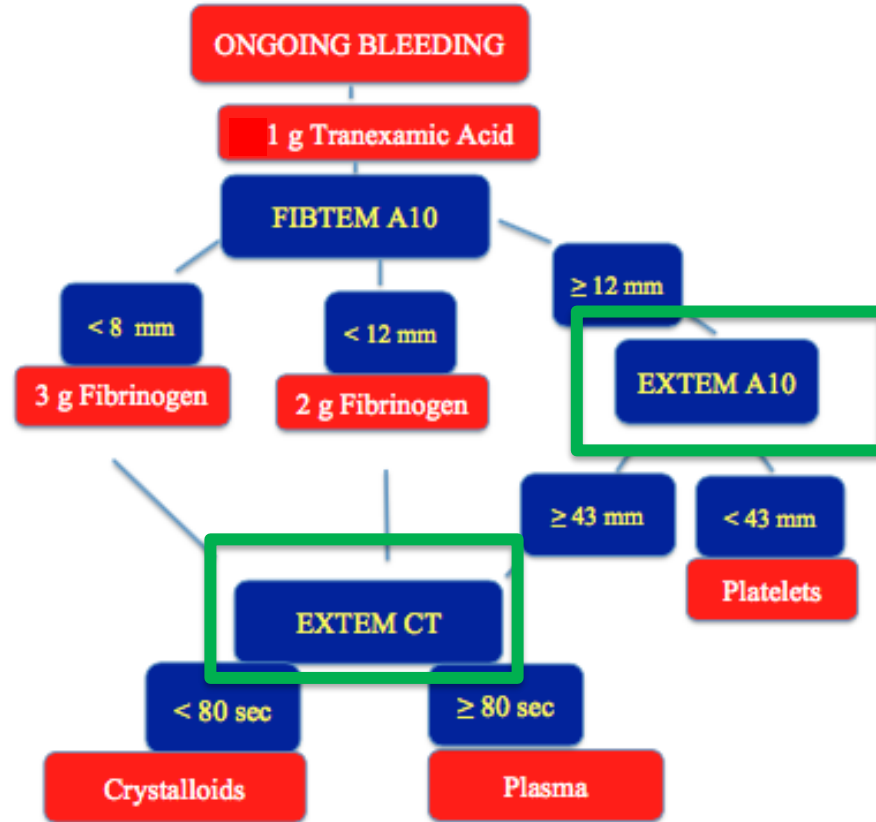 ONGOING BLEEDING
1 g Tranexamic Acid
FIBTEM A10
≥ 12 mm
< 8 mm
< 12 mm
EXTEM A10
3 g Fibrinogen
2 g Fibrinogen
≥ 43 mm
< 43 mm
Platelets
EXTEM CT
< 80 sec
≥ 80 sec
Crystalloids
Plasma